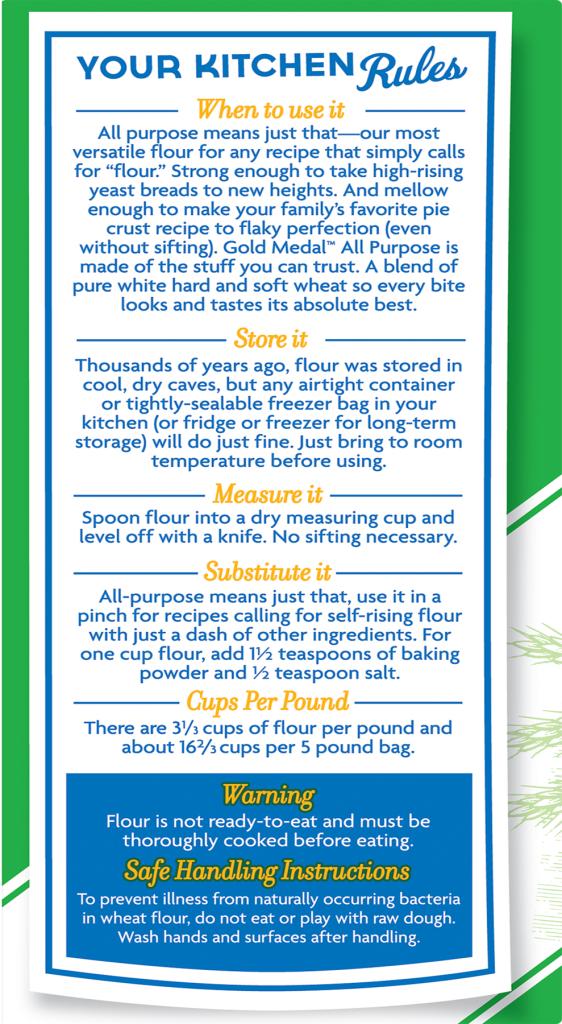 YOUR KITCHEN Rules
When to use it
All purpose means just that—our most
versatile flour for any recipe that simply calls
for “flour.” Strong enough to take high-rising
yeast breads to new heights. And mellow
enough to make your family’s favorite pie
crust recipe to flaky perfection (even
without sifting). Gold Medal™ All Purpose is
made of the stuff you can trust. A blend of
pure white hard and soft wheat so every bite
looks and tastes its absolute best.
Store it
Thousands of years ago, flour was stored in
cool, dry caves, but any airtight container
or tightly-sealable freezer bag in your
kitchen (or fridge or freezer for long-term
storage) will do just fine. Just bring to room
temperature before using.
Measure it
Spoon flour into a dry measuring cup and
level off with a knife. No sifting necessary.
Substitute it
All-purpose means just that, use it in a
pinch for recipes calling for self-rising flour
with just a dash of other ingredients. For
one cup flour, add 1½ teaspoons of baking
powder and ½ teaspoon salt.
Cups Per Pound
There are 3⅓ cups of flour per pound and
about 16⅔ cups per 5 pound bag.
Warning
Flour is not ready-to-eat and must be
thoroughly cooked before eating.
Safe Handling Instructions
To prevent illness from naturally occurring bacteria
in wheat flour, do not eat or play with raw dough.
Wash hands and surfaces after handling.